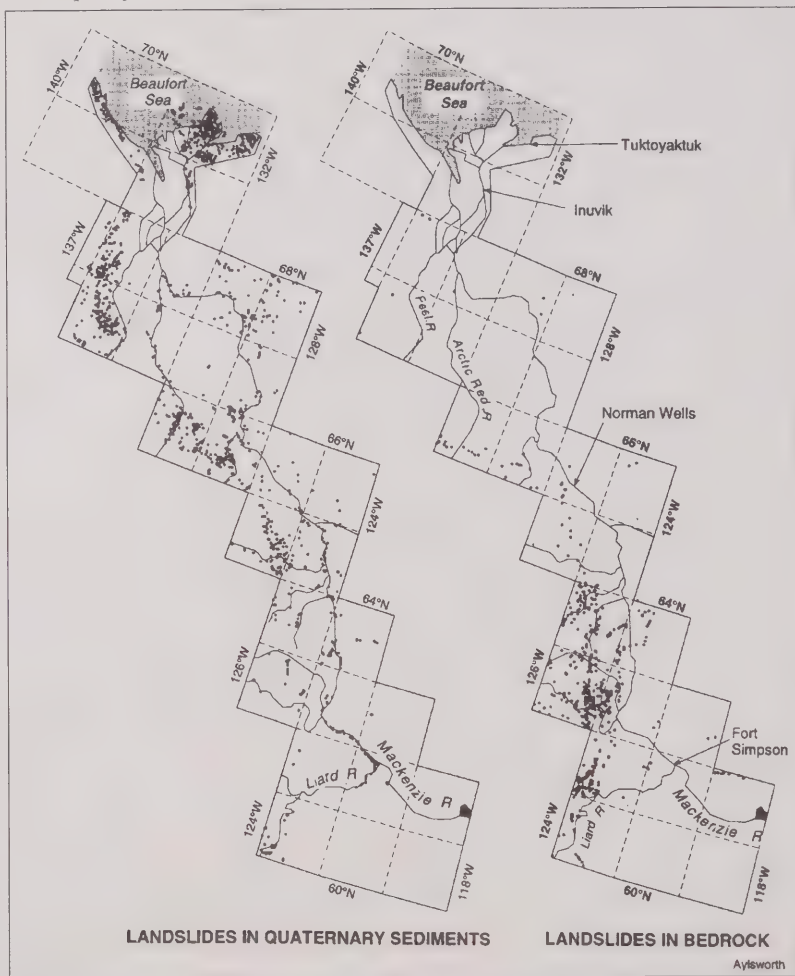 70°N
140°W
Beaufort
Sea
132°W
137°W
68°N
128°W
66°N
124°W
64°N
126°W
Liard R
Mackenzie R
124°W
60°N
118°W
LANDSLIDES IN QUATERNARY SEDIMENTS
70°N
140°W
Beaufort
Sea
Tuktoyaktuk
132°W
Inuvik
137°W
68°N
Peel R
Arctic Red R
128°W
Norman Wells
66°N
124°W
64°N
126°W
Fort
Simpson
Mackenzie R
124°W
Liard R
60°N
118°W
LANDSLIDES IN BEDROCK
Aylsworth